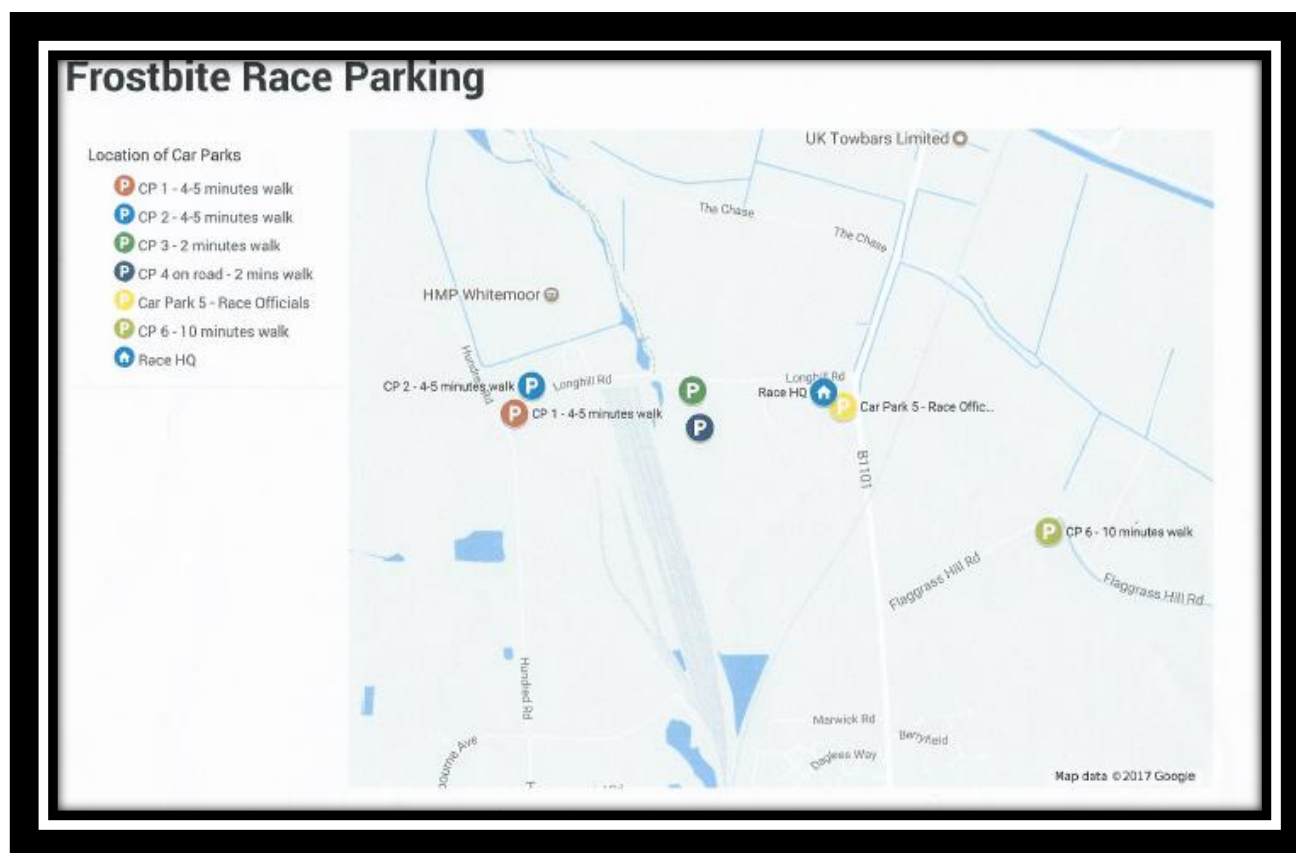 Frostbite Race Parking
Location of Car Parks
CP 1 - 4-5 minutes walk
CP 2 - 4-5 minutes walk
CP 3 - 2 minutes walk
CP 4 on road - 2 mins walk
Car Park 5 - Race Officials
CP 6 - 10 minutes walk
Race HQ
UK Towbars Limited
The Chase
The Chase
HMP Whitemoor
Hundred Rd
CP 2 - 4-5 minutes walk
Longhill Rd
CP 1 - 4-5 minutes walk
Longhill Rd
Race HQ
Car Park 5 - Race Offic...
B1101
CP 6 - 10 minutes walk
Flaggrass Hill Rd
Flaggrass Hill Rd
Hundred Rd
Marwick Rd
Berryfield
Dagless Way
ourne Ave
Map data ©2017 Google